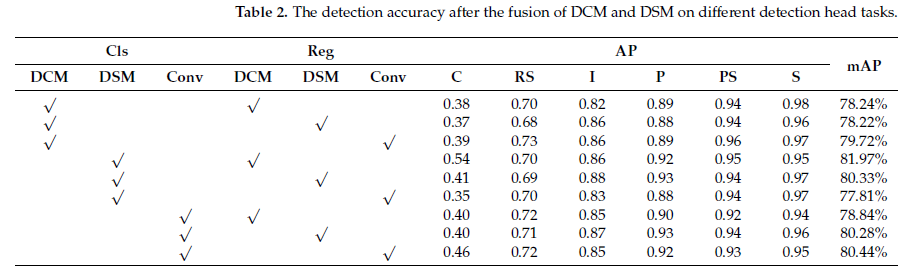 Table 2. The detection accuracy after the fusion of DCM and DSM on different detection head tasks.
Cls Reg AP mAP
DCM DSM Conv DCM DSM Conv C RS I P PS S
√ √ 0.38 0.70 0.82 0.89 0.94 0.98 78.24%
√ √ 0.37 0.68 0.86 0.88 0.94 0.96 78.22%
√ √ 0.39 0.73 0.86 0.89 0.96 0.97 79.72%
√ √ 0.54 0.70 0.86 0.92 0.95 0.95 81.97%
√ √ 0.41 0.69 0.88 0.93 0.94 0.97 80.33%
√ √ 0.35 0.70 0.83 0.88 0.94 0.97 77.81%
√ √ 0.40 0.72 0.85 0.90 0.92 0.94 78.84%
√ √ 0.40 0.71 0.87 0.93 0.94 0.96 80.28%
√ √ 0.46 0.72 0.85 0.92 0.93 0.95 80.44%